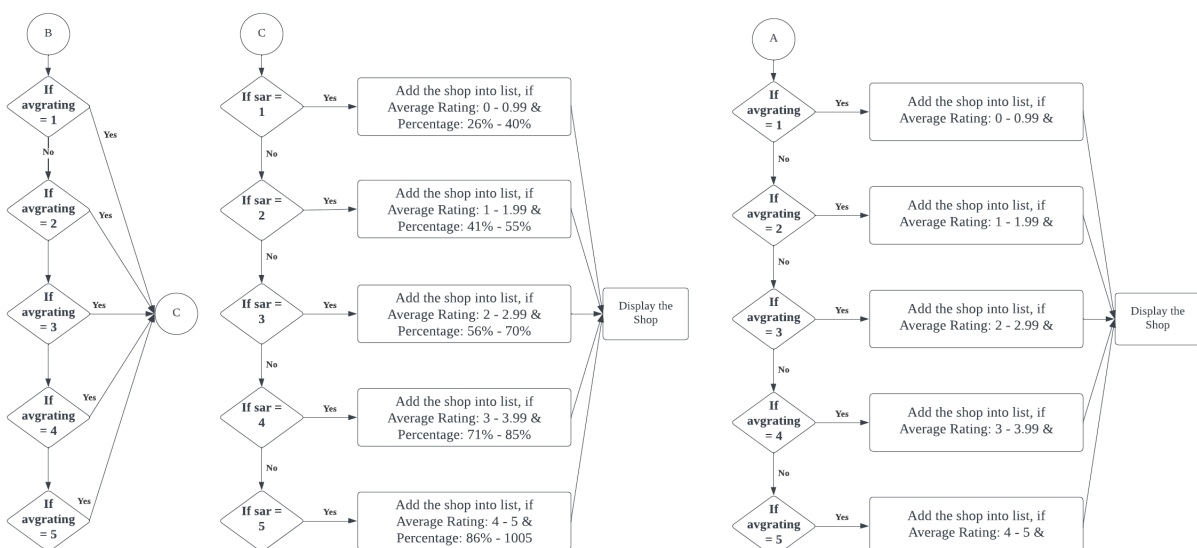 B
If
avgrating
= 1
Yes
No
If
avgrating
= 2
Yes
If
avgrating
= 3
Yes
C
If
avgrating
= 4
Yes
If
avgrating
= 5
Yes
C
If sar =
1
Yes
Add the shop into list, if
Average Rating: 0 - 0.99 &
Percentage: 26% - 40%
No
If sar =
2
Yes
Add the shop into list, if
Average Rating: 1 - 1.99 &
Percentage: 41% - 55%
No
If sar =
3
Yes
Add the shop into list, if
Average Rating: 2 - 2.99 &
Percentage: 56% - 70%
Display the
Shop
No
If sar =
4
Yes
Add the shop into list, if
Average Rating: 3 - 3.99 &
Percentage: 71% - 85%
No
If sar =
5
Yes
Add the shop into list, if
Average Rating: 4 - 5 &
Percentage: 86% - 1005
A
If
avgrating
= 1
Yes
Add the shop into list, if
Average Rating: 0 - 0.99 &
No
If
avgrating
= 2
Yes
Add the shop into list, if
Average Rating: 1 - 1.99 &
No
If
avgrating
= 3
Yes
Add the shop into list, if
Average Rating: 2 - 2.99 &
Display the
Shop
No
If
avgrating
= 4
Yes
Add the shop into list, if
Average Rating: 3 - 3.99 &
No
If
avgrating
= 5
Yes
Add the shop into list, if
Average Rating: 4 - 5 &